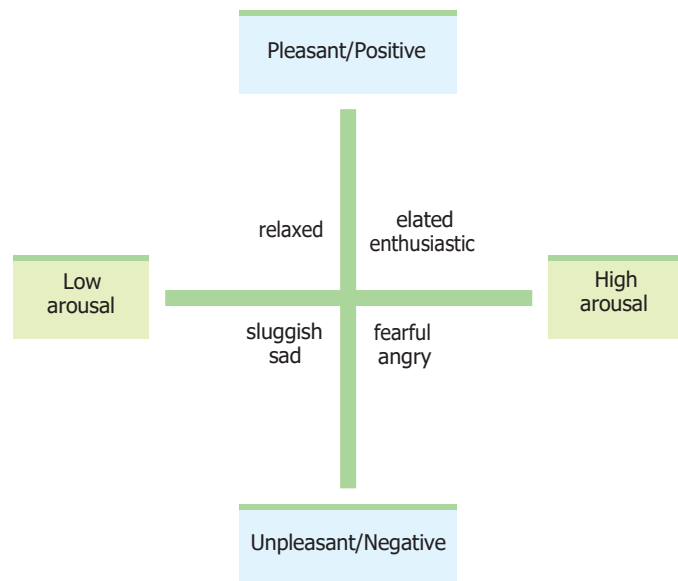 Pleasant/Positive
relaxed
elated
enthusiastic
Low
arousal
High
arousal
sluggish
sad
fearful
angry
Unpleasant/Negative